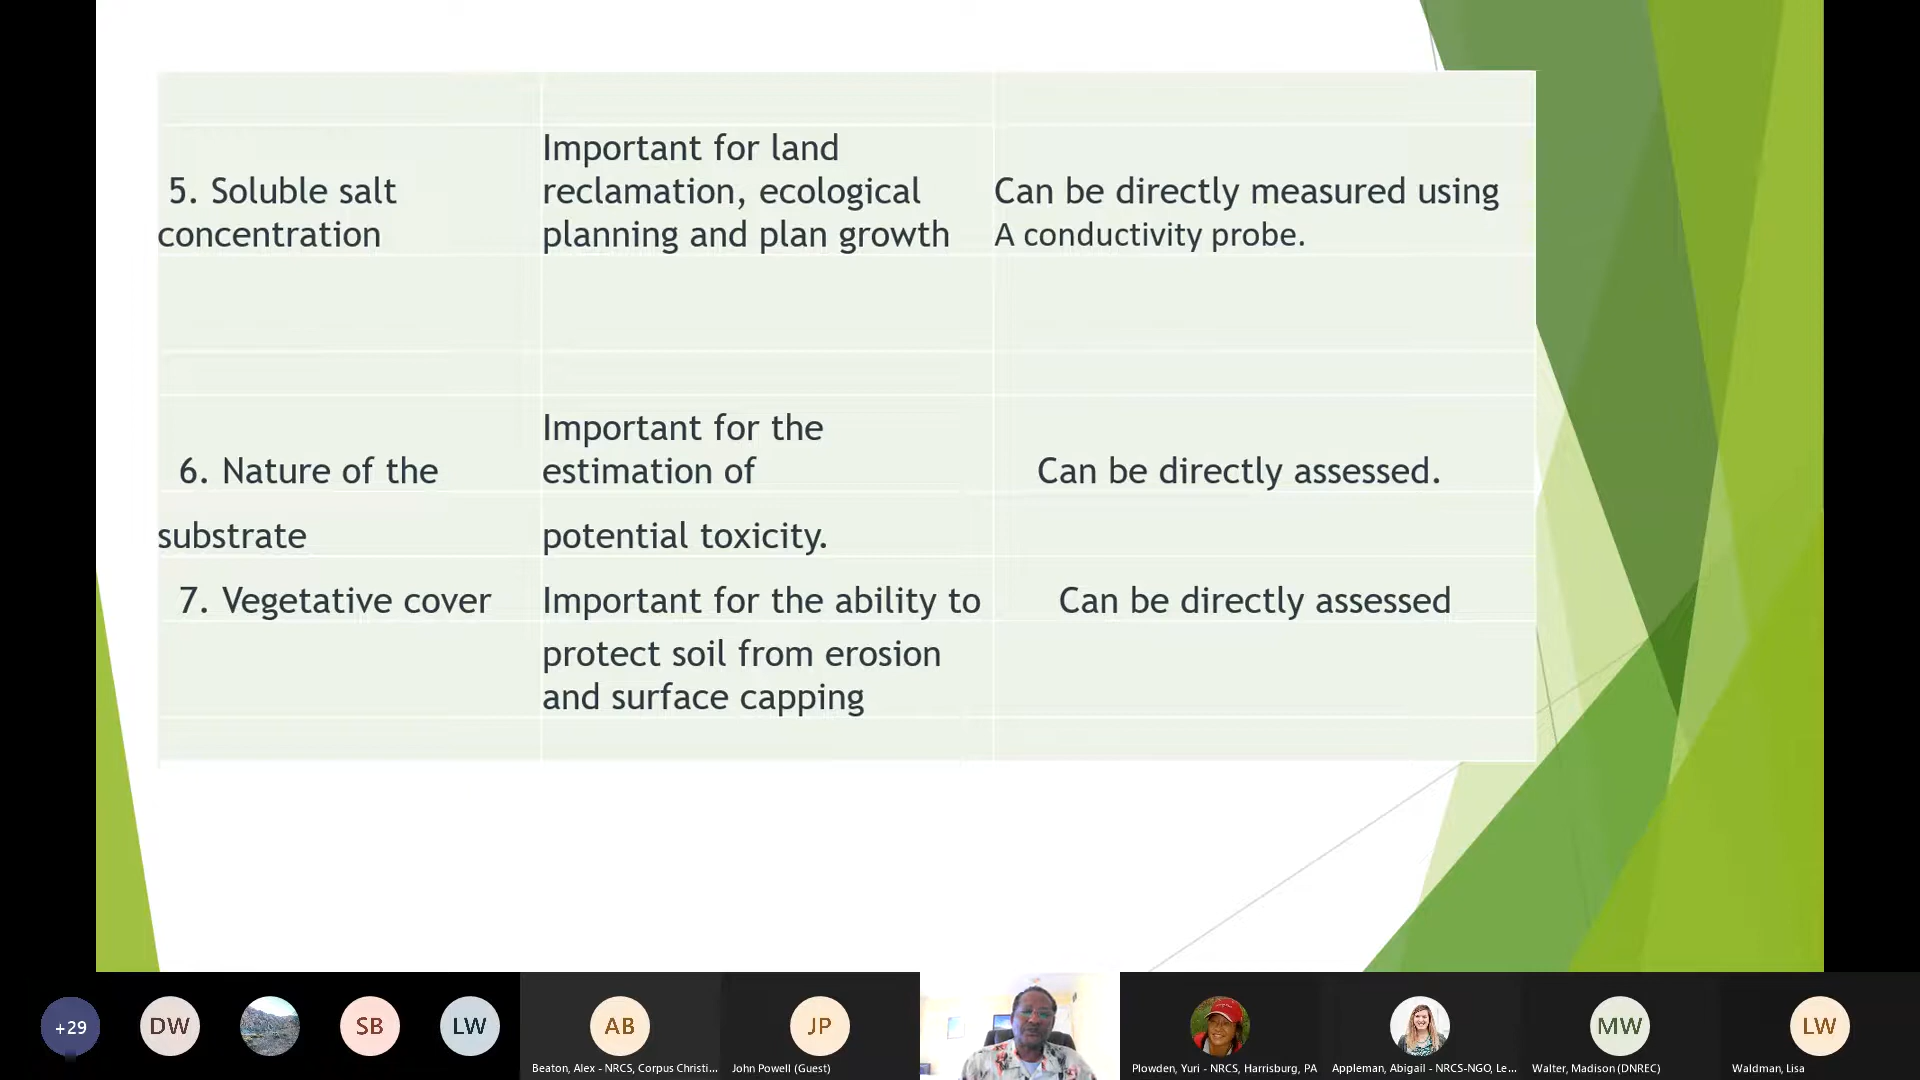 5. Soluble salt
concentration
Important for land
reclamation, ecological
planning and plan growth
Can be directly measured using
A conductivity probe.
6. Nature of the
substrate
Important for the
estimation of
potential toxicity.
Can be directly assessed.
7. Vegetative cover
Important for the ability to
protect soil from erosion
and surface capping
Can be directly assessed
+29
DW
SB
LW
AB
Beaton, Alex - NRCS, Corpus Christi...
JP
John Powell (Guest)
Plowden, Yuri - NRCS, Harrisburg, PA
Appleman, Abigail - NRCS-NGO, Le...
MW
Walter, Madison (DNREC)
LW
Waldman, Lisa